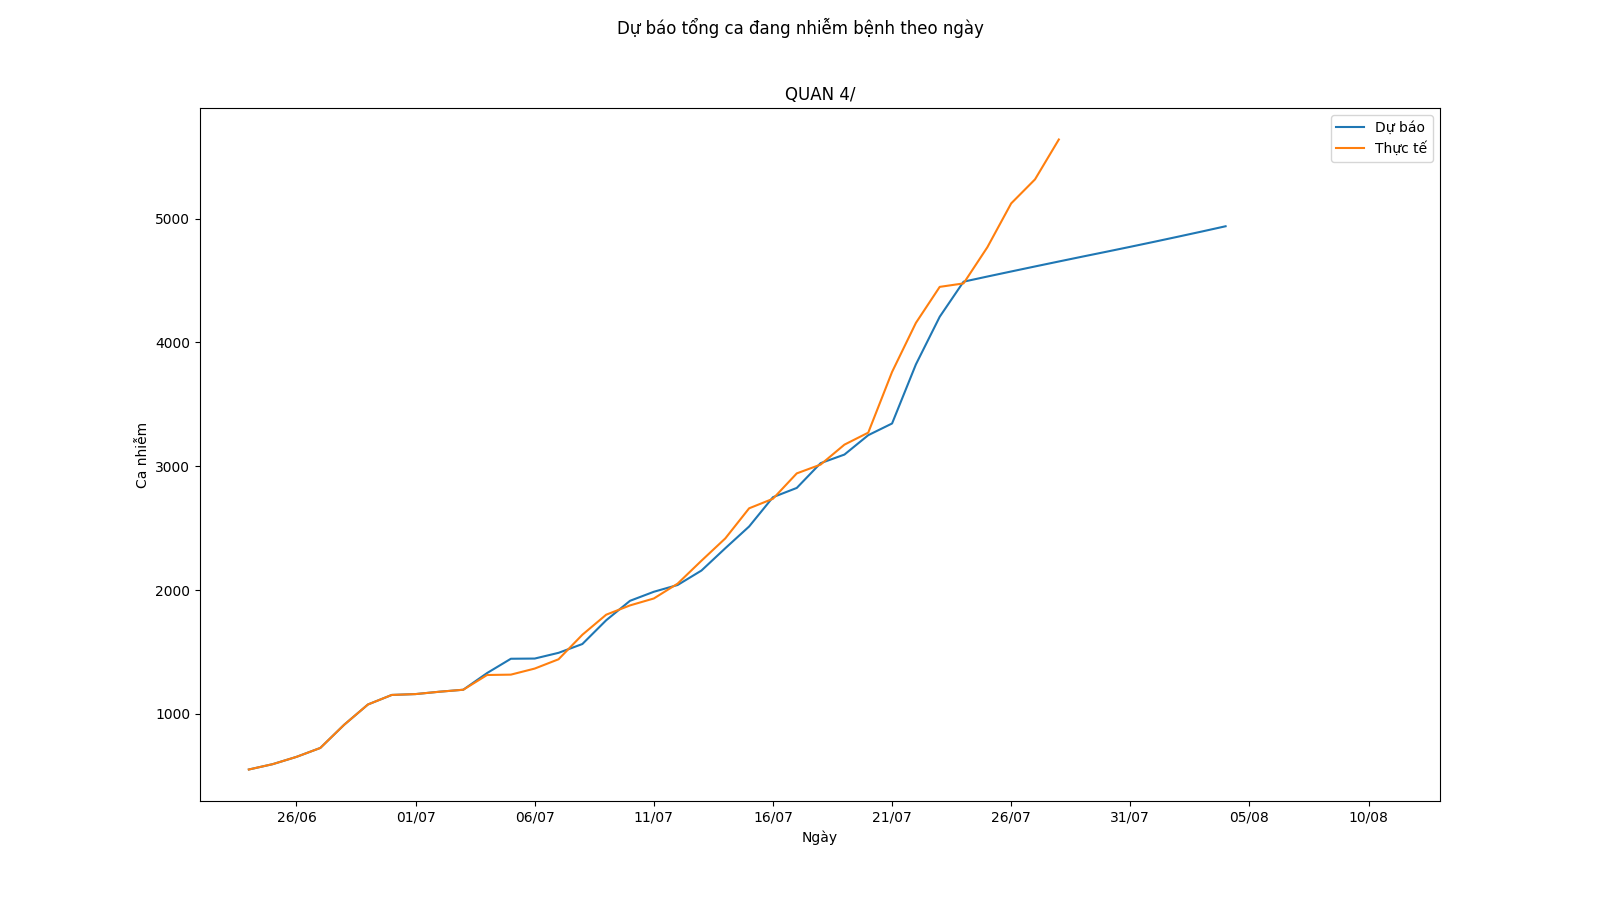 Dự báo tổng ca đang nhiễm bệnh theo ngày
QUAN 4/
Dự báo
Thực tế
5000
4000
3000
2000
1000
Ca nhiễm
26/06
01/07
06/07
11/07
16/07
21/07
26/07
31/07
05/08
10/08
Ngày